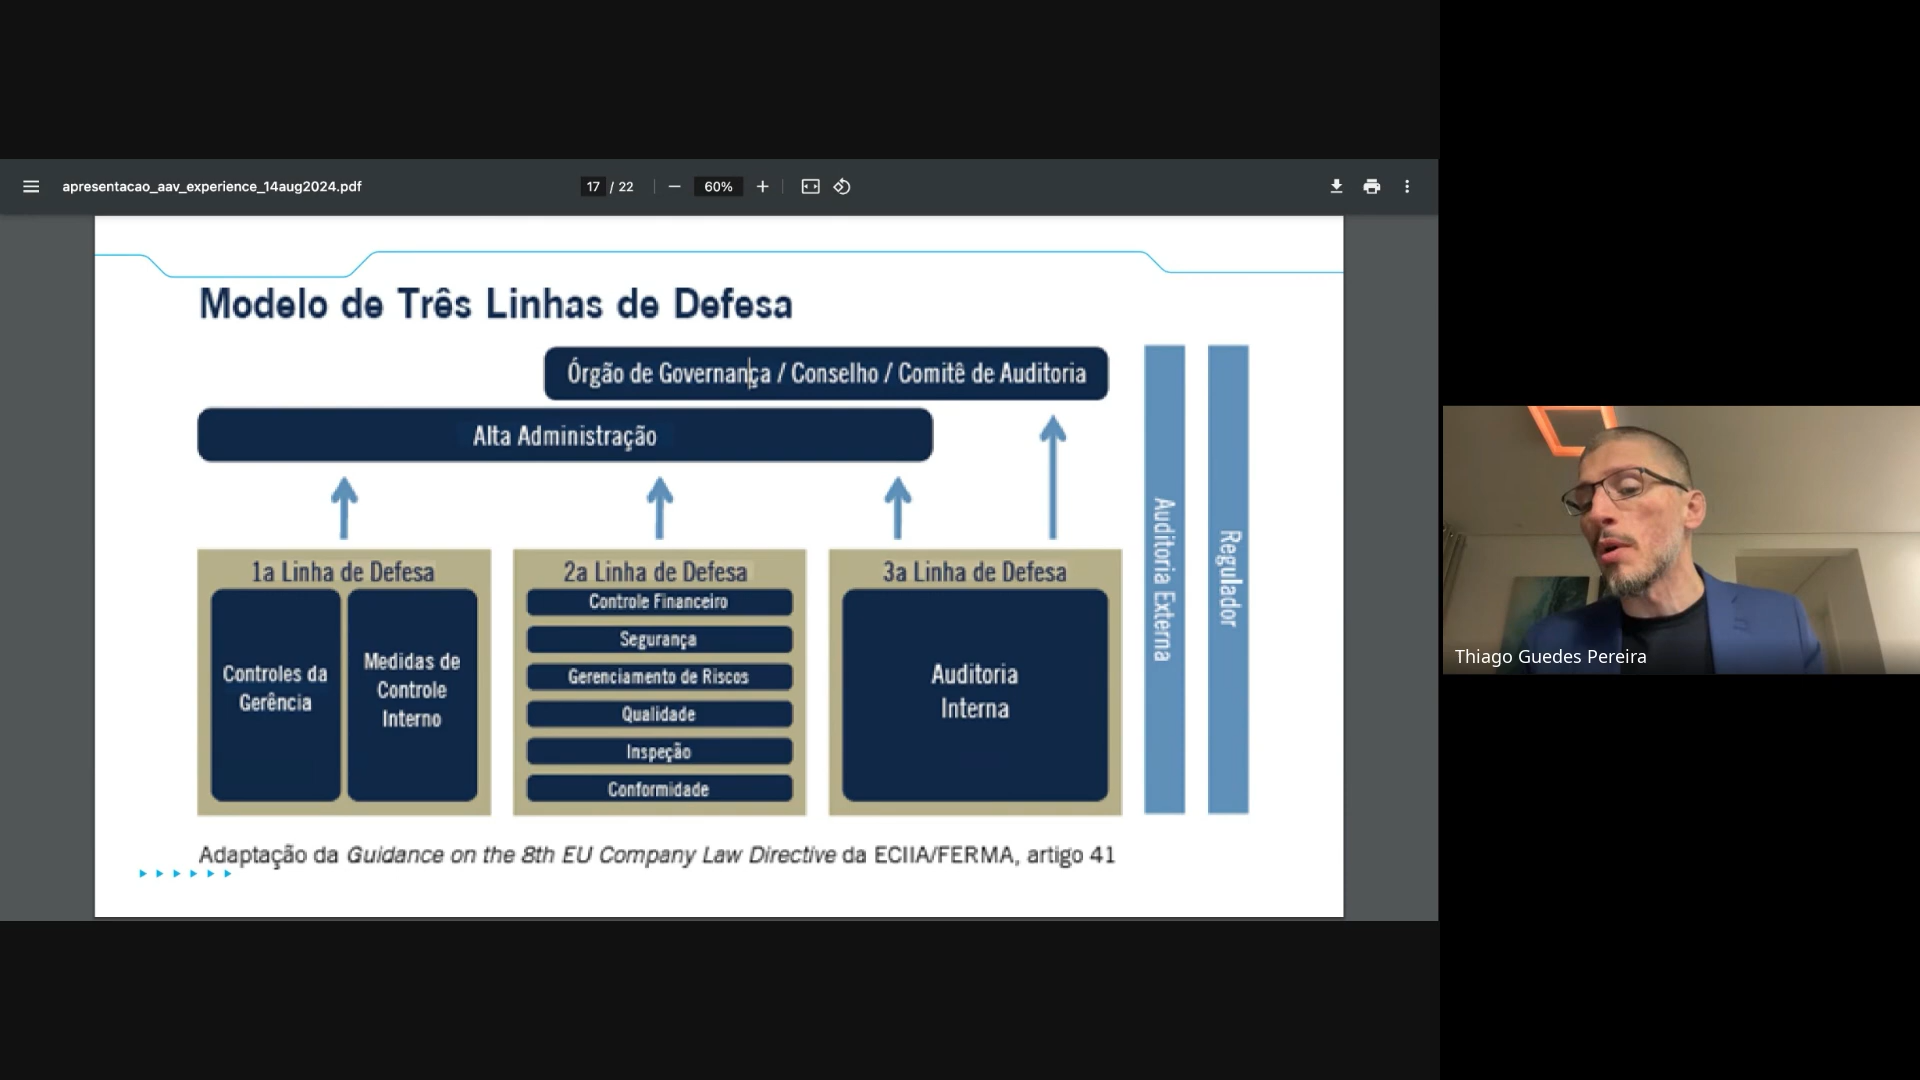 apresentacao_aav_experience_14aug2024.pdf
17 / 22
60%
Modelo de Três Linhas de Defesa
Órgão de Governança / Conselho / Comitê de Auditoria
Alta Administração
1a Linha de Defesa
Controles da
Gerência
Medidas de
Controle
Interno
2a Linha de Defesa
Controle Financeiro
Segurança
Gerenciamento de Riscos
Qualidade
Inspeção
Conformidade
3a Linha de Defesa
Auditoria
Interna
Auditoria Externa
Regulador
Adaptação da Guidance on the 8th EU Company Law Directive da ECIIA/FERMA, artigo 41
Thiago Guedes Pereira